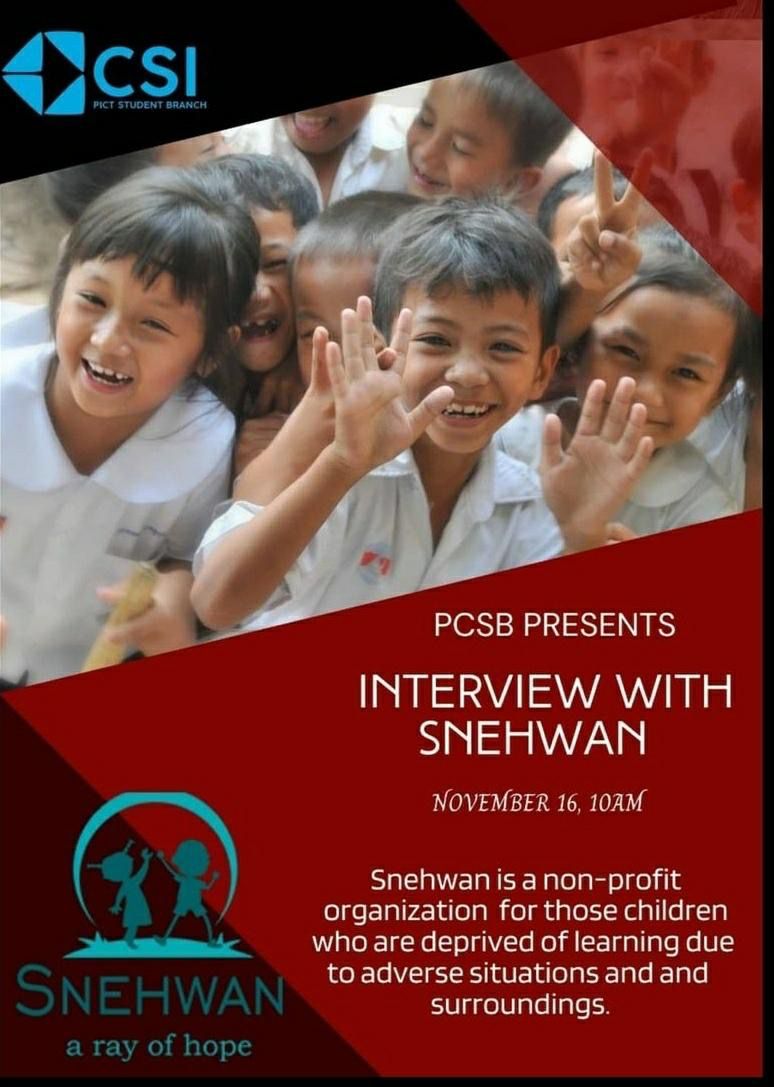 CSI
PICT STUDENT BRANCH
PCSB PRESENTS
INTERVIEW WITH
SNEHWAN
NOVEMBER 16, 10AM
Snehwan is a non-profit
organization for those children
who are deprived of learning due
to adverse situations and and
surroundings.
SNEHWAN
a ray of hope